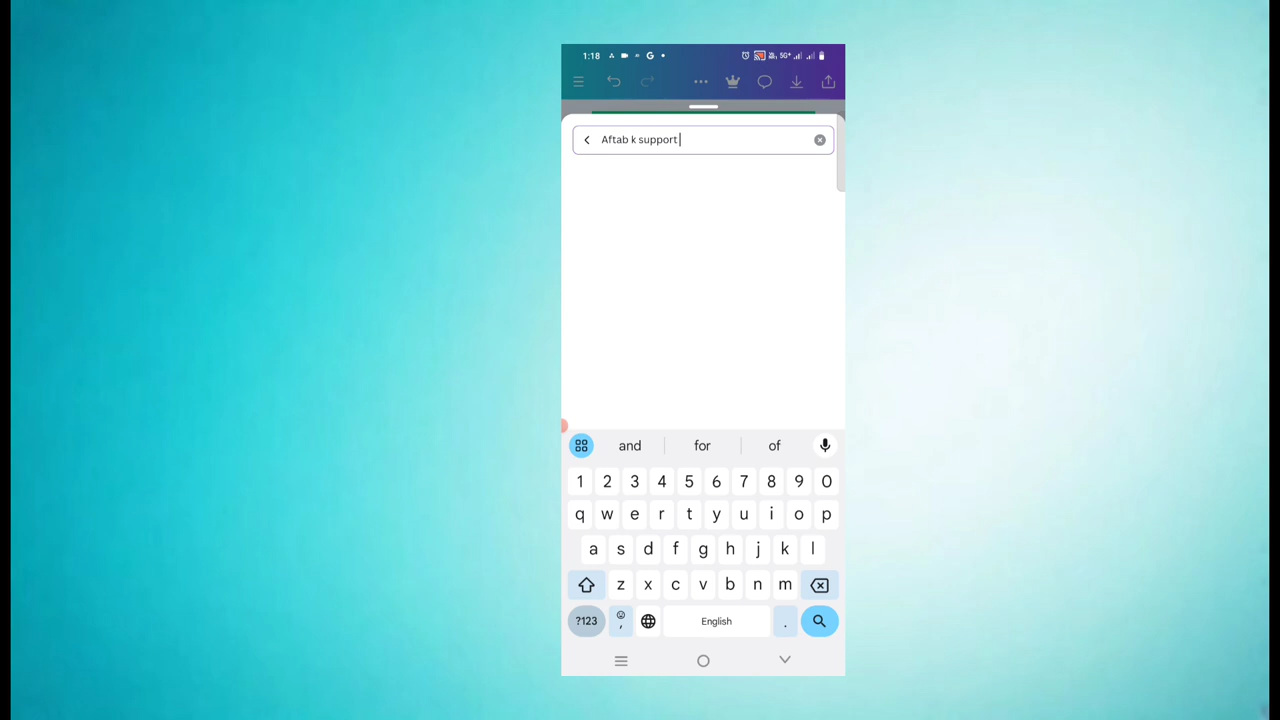 1:18 5G+
Aftab k support
and for of
1 2 3 4 5 6 7 8 9 0
q w e r t y u i o p
a s d f g h j k l
z x c v b n m
?123 , English .